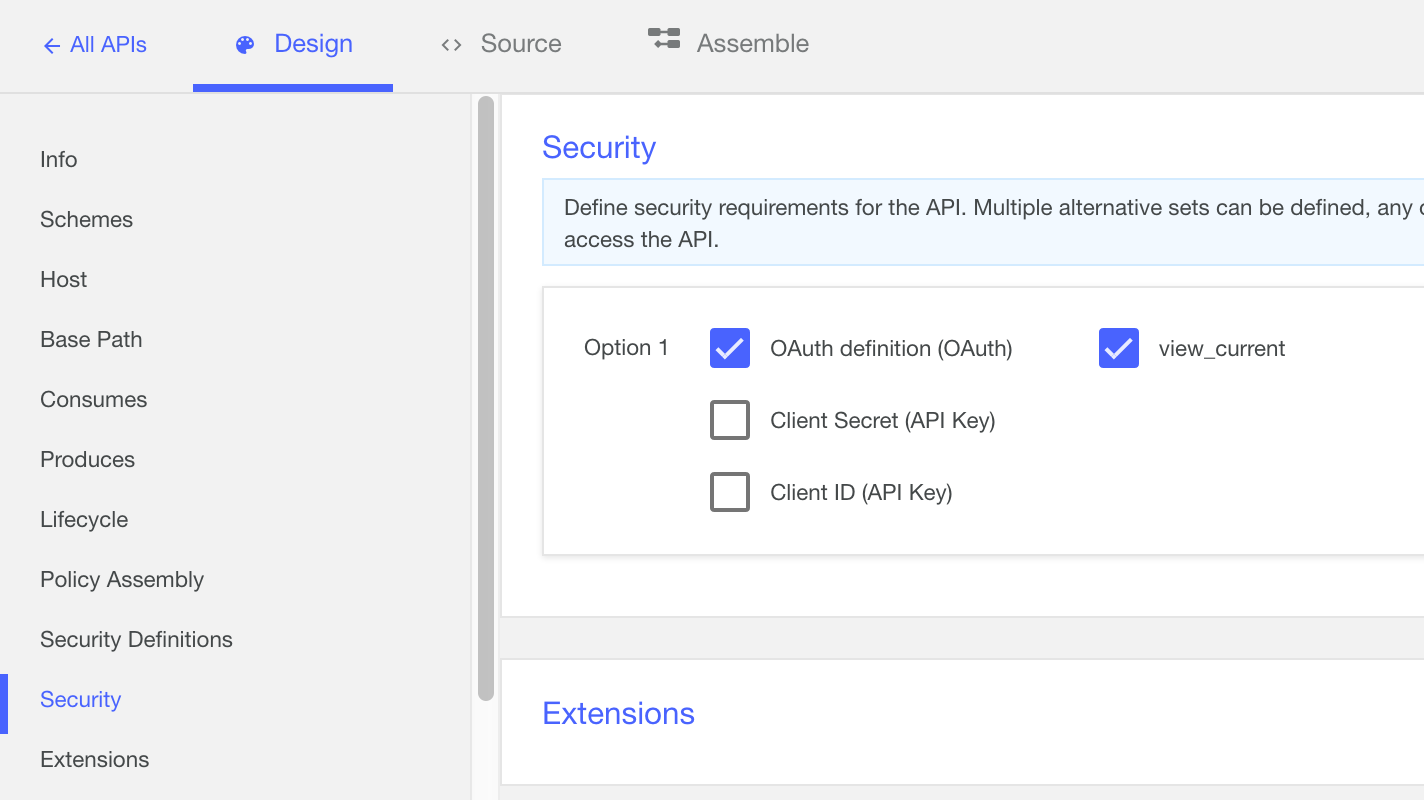 All APIs
Design
Source
Assemble
Info
Schemes
Host
Base Path
Consumes
Produces
Lifecycle
Policy Assembly
Security Definitions
Security
Extensions
Security
Define security requirements for the API. Multiple alternative sets can be defined, any
access the API.
Option 1
OAuth definition (OAuth)
view_current
Client Secret (API Key)
Client ID (API Key)
Extensions